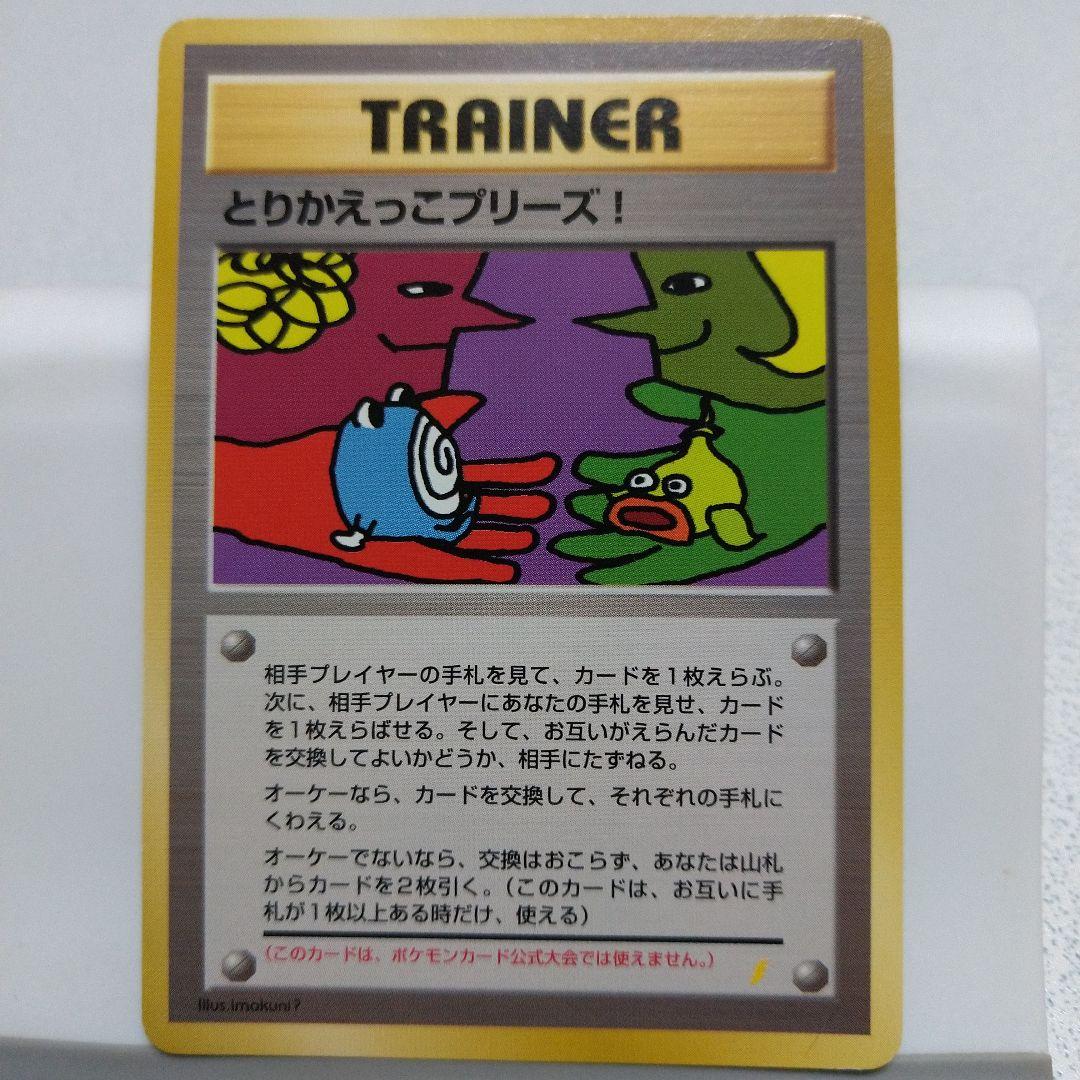 TRAINER
とりかえっこプリーズ！
相手プレイヤーの手札を見て、カードを１枚えらぶ。
次に、相手プレイヤーにあなたの手札を見せ、カード
を１枚えらばせる。そして、お互いがえらんだカード
を交換してよいかどうか、相手にたずねる。
オーケーなら、カードを交換して、それぞれの手札に
くわえる。
オーケーでないなら、交換はおこらず、あなたは山札
からカードを２枚引く。（このカードは、お互いに手
札が１枚以上ある時だけ、使える）
（このカードは、ポケモンカード公式大会では使えません。）
Illus.Imakuni?